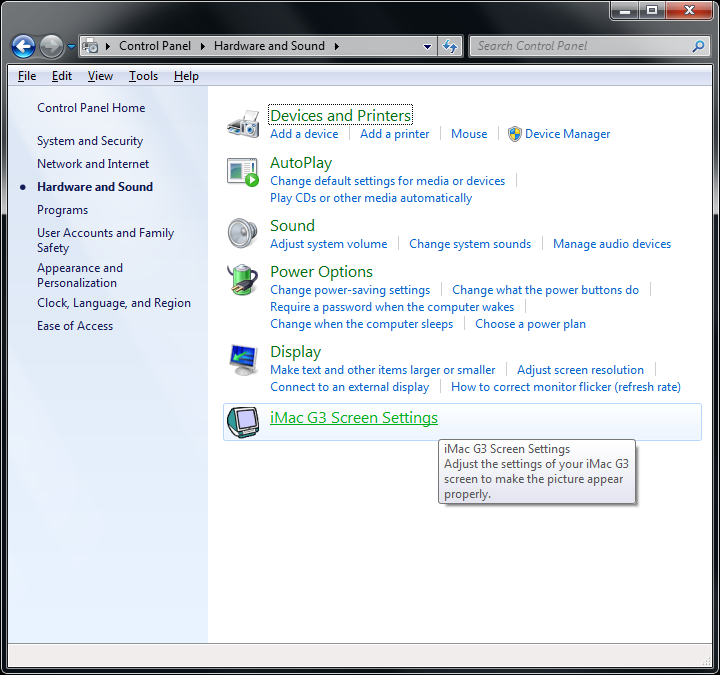 Control Panel Hardware and Sound
Search Control Panel
File Edit View Tools Help
Control Panel Home
System and Security
Network and Internet
Hardware and Sound
Programs
User Accounts and Family
Safety
Appearance and
Personalization
Clock, Language, and Region
Ease of Access
Devices and Printers
Add a device Add a printer Mouse Device Manager
AutoPlay
Change default settings for media or devices
Play CDs or other media automatically
Sound
Adjust system volume Change system sounds Manage audio devices
Power Options
Change power-saving settings Change what the power buttons do
Require a password when the computer wakes
Change when the computer sleeps Choose a power plan
Display
Make text and other items larger or smaller Adjust screen resolution
Connect to an external display How to correct monitor flicker (refresh rate)
iMac G3 Screen Settings
iMac G3 Screen Settings
Adjust the settings of your iMac G3
screen to make the picture appear
properly.